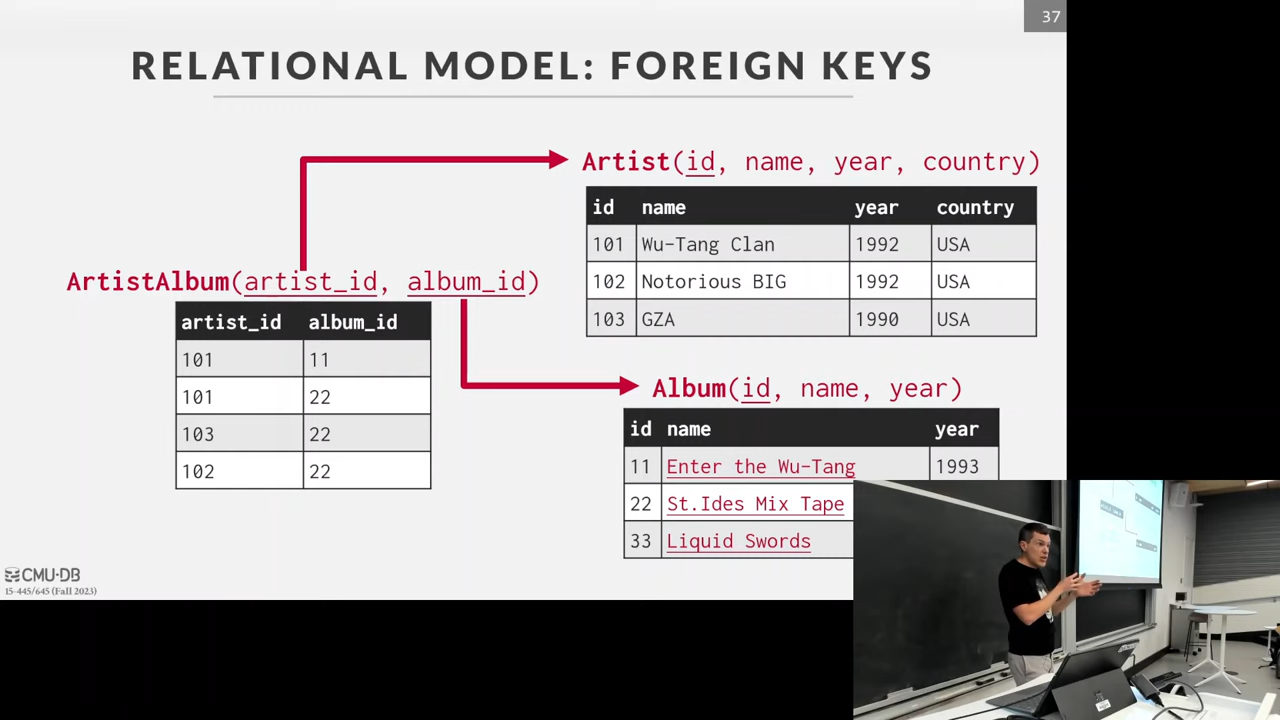 37
RELATIONAL MODEL: FOREIGN KEYS
Artist(id, name, year, country)
id name year country
101 Wu-Tang Clan 1992 USA
102 Notorious BIG 1992 USA
103 GZA 1990 USA
ArtistAlbum(artist_id, album_id)
artist_id album_id
101 11
101 22
103 22
102 22
Album(id, name, year)
id name year
11 Enter the Wu-Tang 1993
22 St.Ides Mix Tape
33 Liquid Swords
CMU·DB
15-445/645 (Fall 2023)